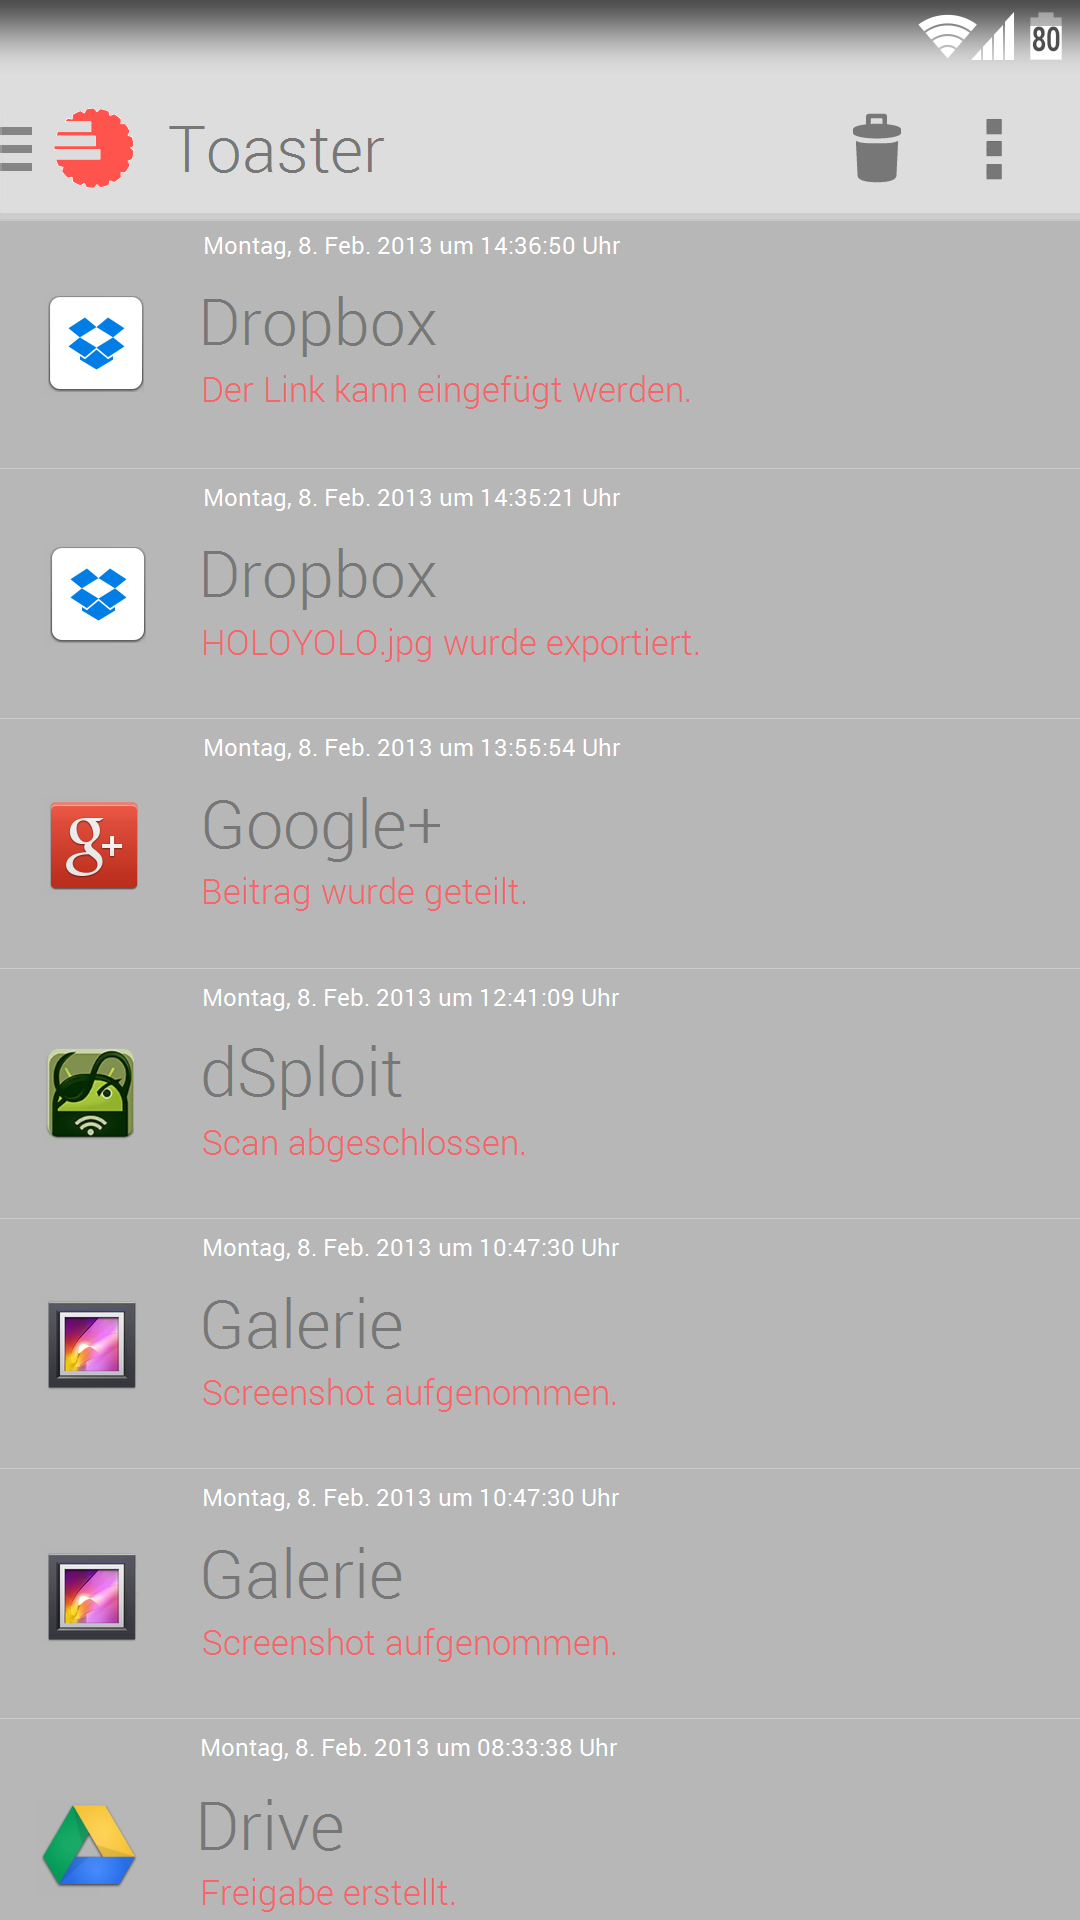 80
Toaster
Montag, 8. Feb. 2013 um 14:36:50 Uhr
Dropbox
Der Link kann eingefügt werden.
Montag, 8. Feb. 2013 um 14:35:21 Uhr
Dropbox
HOLOYOLO.jpg wurde exportiert.
Montag, 8. Feb. 2013 um 13:55:54 Uhr
g+
Google+
Beitrag wurde geteilt.
Montag, 8. Feb. 2013 um 12:41:09 Uhr
dSploit
Scan abgeschlossen.
Montag, 8. Feb. 2013 um 10:47:30 Uhr
Galerie
Screenshot aufgenommen.
Montag, 8. Feb. 2013 um 10:47:30 Uhr
Galerie
Screenshot aufgenommen.
Montag, 8. Feb. 2013 um 08:33:38 Uhr
Drive
Freigabe erstellt.